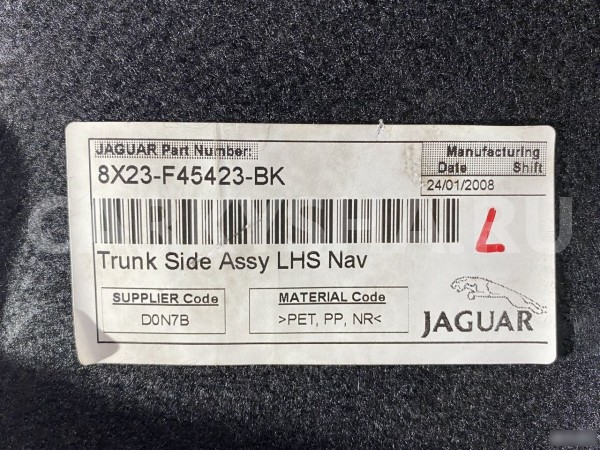 JAGUAR Part Number:
8X23-F45423-BK
Manufacturing
Date Shift
24/01/2008
L
Trunk Side Assy LHS Nav
SUPPLIER Code
D0N7B
MATERIAL Code
>PET, PP, NR<
JAGUAR